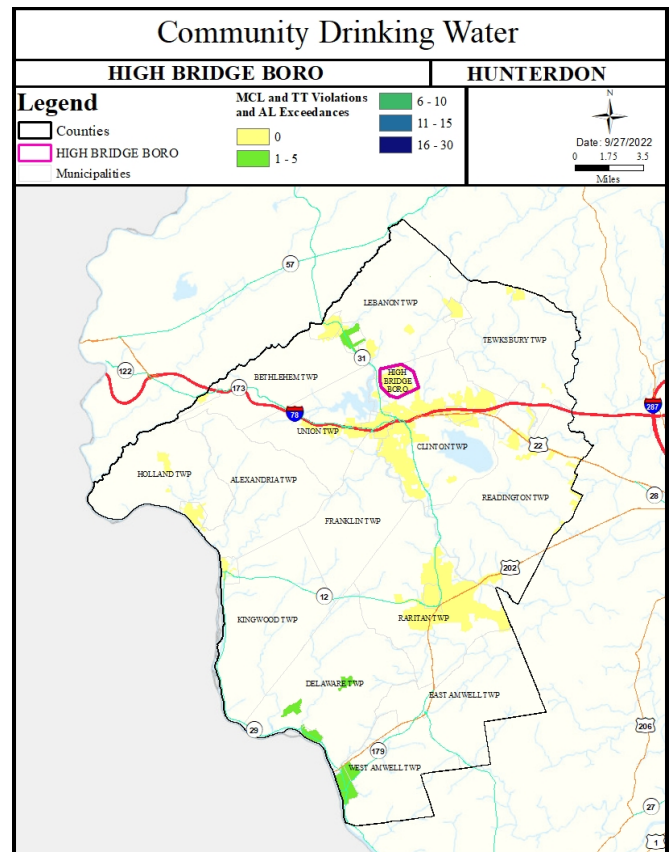 Community Drinking Water
HIGH BRIDGE BORO
HUNTERDON
Legend
Counties
HIGH BRIDGE BORO
Municipalities
MCL and TT Violations
and AL Exceedances
0
1 - 5
6 - 10
11 - 15
16 - 30
N
Date: 9/27/2022
0 1.75 3.5
Miles
57
LEBANON TWP
TEWKSBURY TWP
31
122
BETHLEHEM TWP
173
HIGH
BRIDGE
BORO
78
287
UNION TWP
CLINTON TWP
22
HOLLAND TWP
ALEXANDRIA TWP
READINGTON TWP
28
FRANKLIN TWP
202
12
KINGWOOD TWP
RARITAN TWP
DELAWARE TWP
EAST AMWELL TWP
29
206
179
WEST AMWELL TWP
27
1